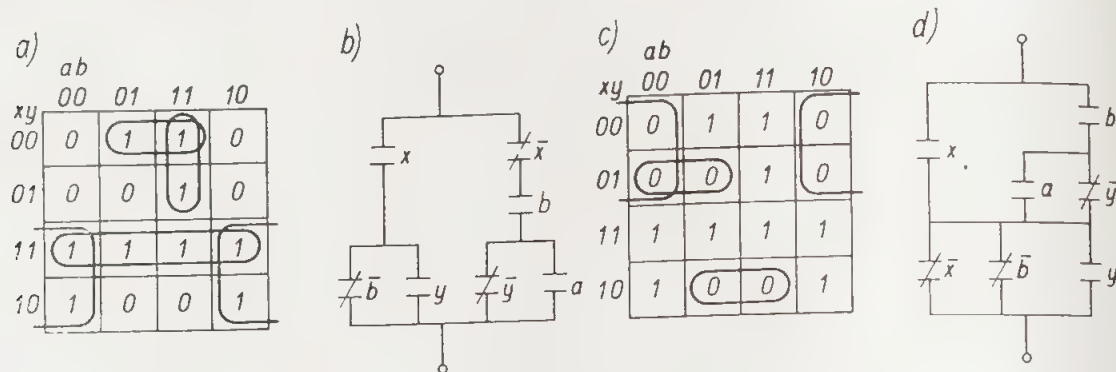 a)
ab
00 01 11 10
xy
00 0 1 1 0
01 0 0 1 0
11 1 1 1 1
10 1 0 0 1
b)
x
x̄
b
b̄ y ȳ a
c)
ab
00 01 11 10
xy
00 0 1 1 0
01 0 0 1 0
11 1 1 1 1
10 1 0 0 1
d)
b
x
a ȳ
x̄ b̄ y